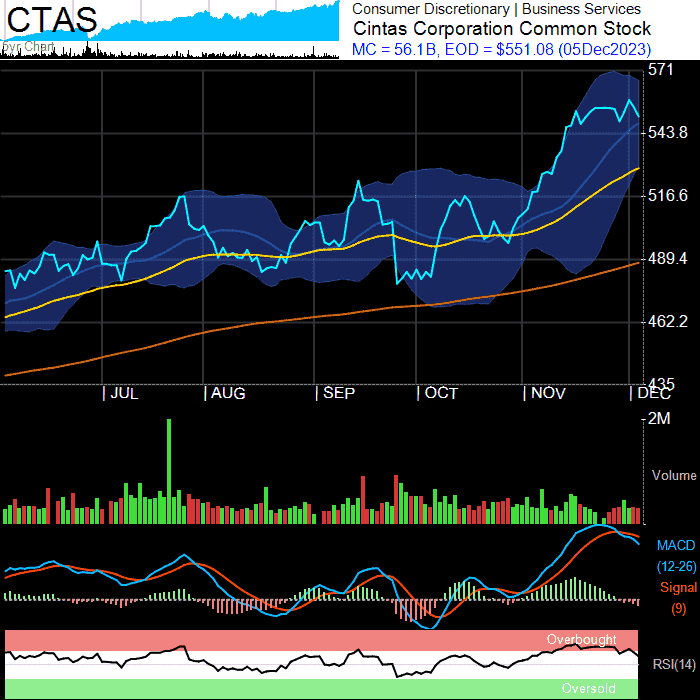 CTAS
5yr Chart
Consumer Discretionary | Business Services
Cintas Corporation Common Stock
MC = 56.1B, EOD = $551.08 (05Dec2023)
571
543.8
516.6
489.4
462.2
435
JUL
AUG
SEP
OCT
NOV
DEC
2M
Volume
MACD
(12-26)
Signal
(9)
Overbought
RSI(14)
Oversold